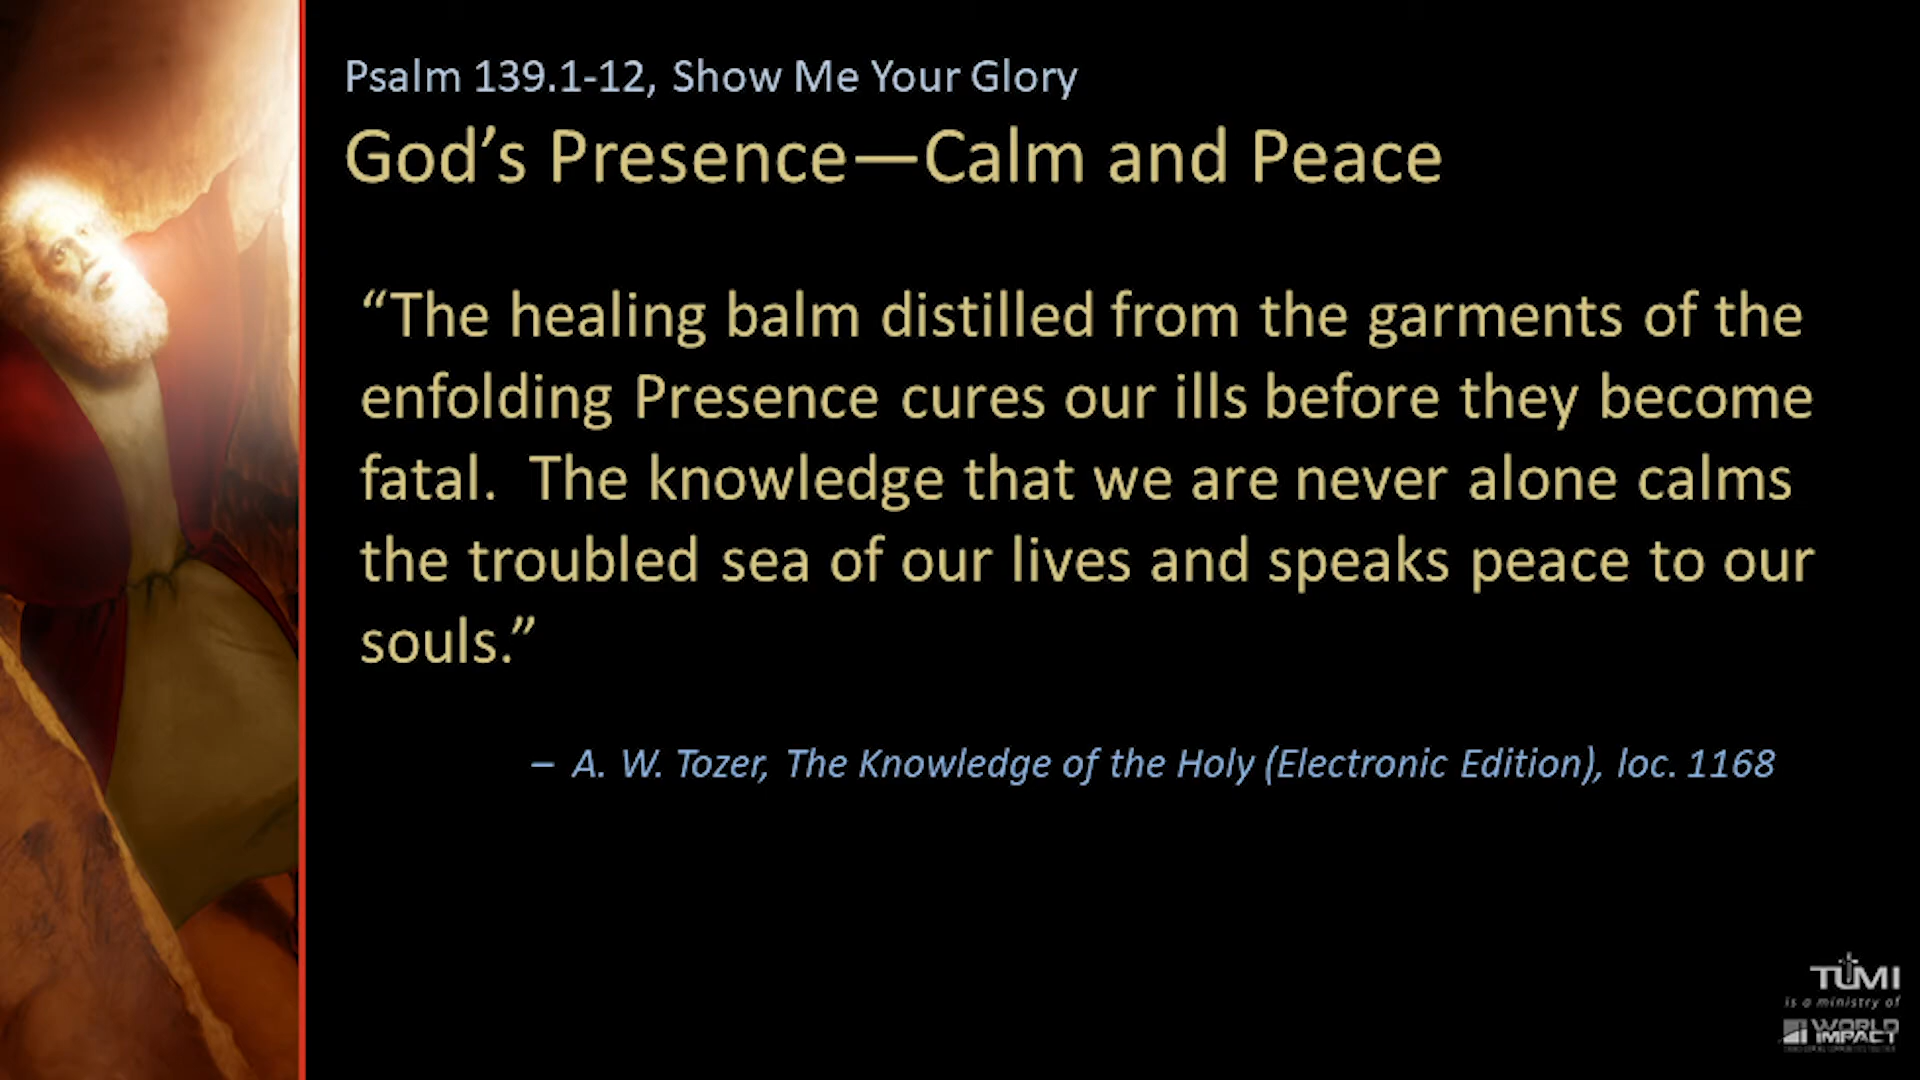 Psalm 139.1-12, Show Me Your Glory
God’s Presence—Calm and Peace
“The healing balm distilled from the garments of the
enfolding Presence cures our ills before they become
fatal.  The knowledge that we are never alone calms
the troubled sea of our lives and speaks peace to our
souls.”
– A. W. Tozer, The Knowledge of the Holy (Electronic Edition), loc. 1168
TUMI
is a ministry of
WORLD
IMPACT